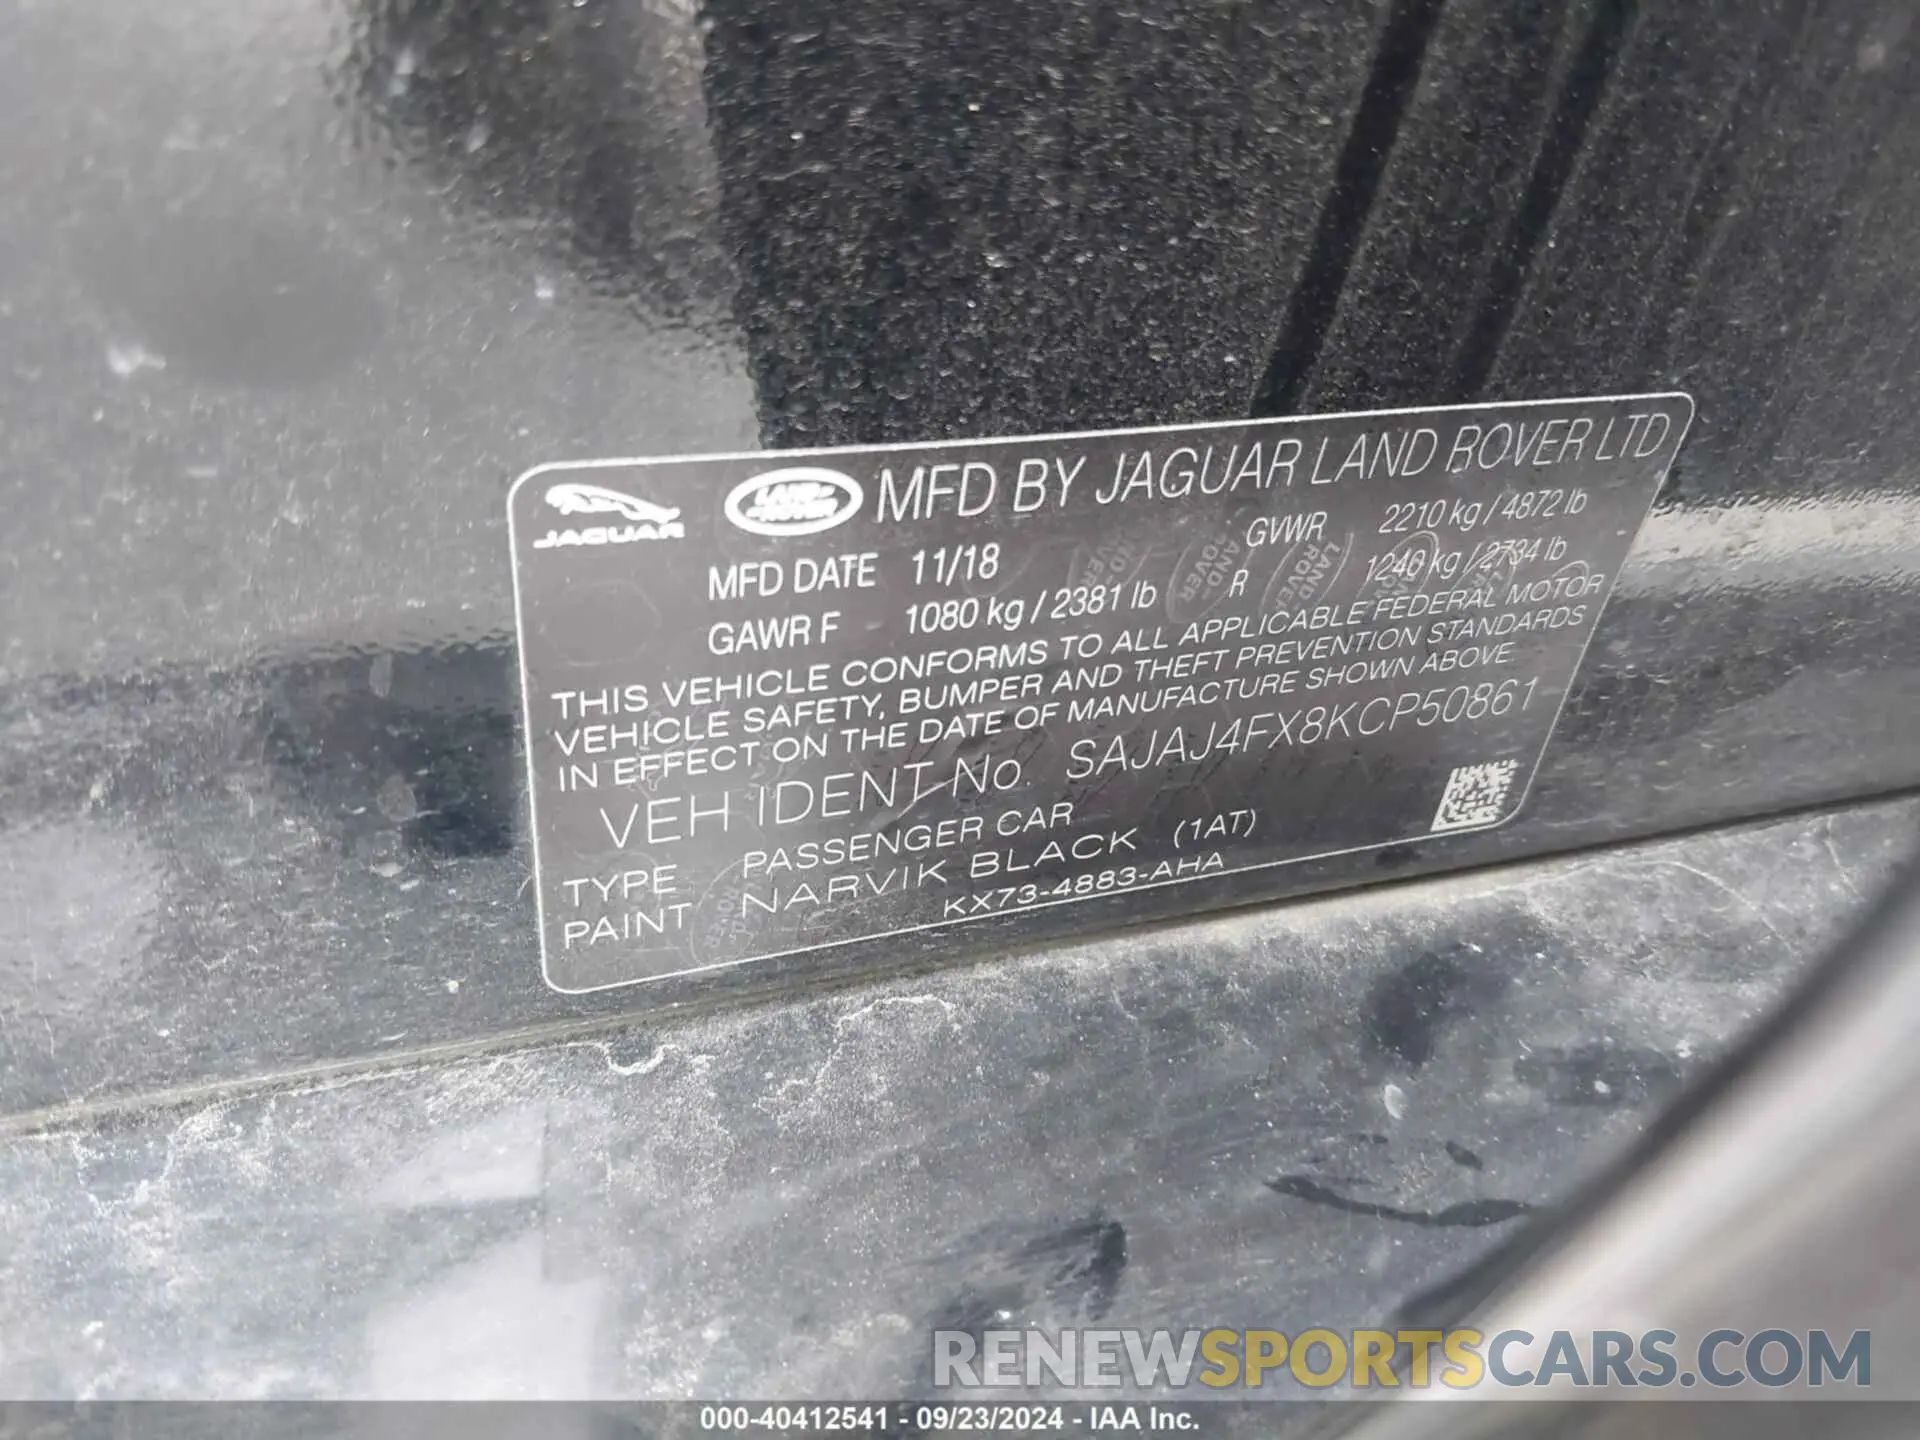 JAGUAR LAND ROVER MFD BY JAGUAR LAND ROVER LTD
MFD DATE 11/18 GVWR 2210 kg / 4872 lb
GAWR F 1080 kg / 2381 lb R 1240 kg / 2734 lb
THIS VEHICLE CONFORMS TO ALL APPLICABLE FEDERAL MOTOR
VEHICLE SAFETY, BUMPER AND THEFT PREVENTION STANDARDS
IN EFFECT ON THE DATE OF MANUFACTURE SHOWN ABOVE.
VEH IDENT No. SAJAJ4FX8KCP50861
TYPE PASSENGER CAR
PAINT NARVIK BLACK (1AT)
KX73-4883-AHA
RENEWSPORTSCARS.COM
000-40412541 - 09/23/2024 - IAA Inc.